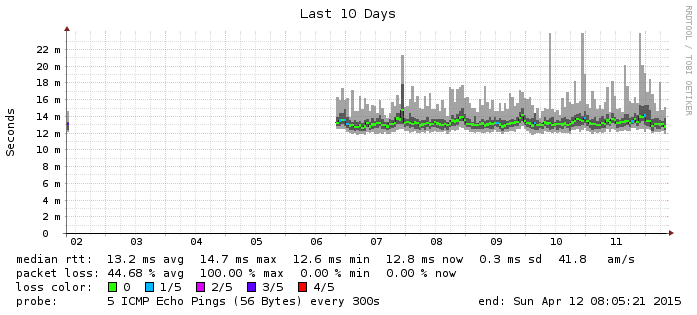 Last 10 Days
RRDTOOL / TOBI OETIKER
Seconds
22 m
20 m
18 m
16 m
14 m
12 m
10 m
8 m
6 m
4 m
2 m
0
02 03 04 05 06 07 08 09 10 11
median rtt: 13.2 ms avg 14.7 ms max 12.6 ms min 12.8 ms now 0.3 ms sd 41.8 am/s
packet loss: 44.68 % avg 100.00 % max 0.00 % min 0.00 % now
loss color: 0 1/5 2/5 3/5 4/5
probe: 5 ICMP Echo Pings (56 Bytes) every 300s end: Sun Apr 12 08:05:21 2015